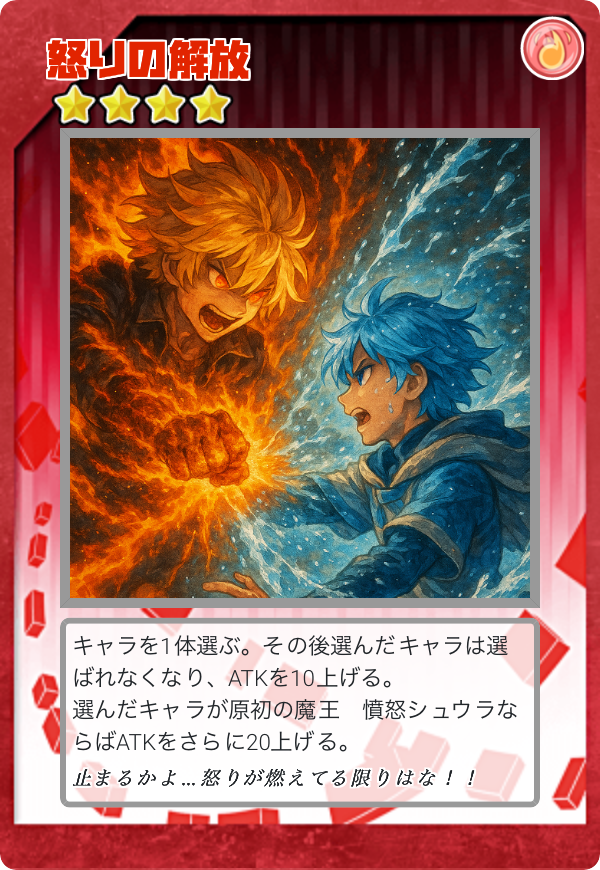 怒りの解放
キャラを1体選ぶ。その後選んだキャラは選
ばれなくなり、ATKを10上げる。
選んだキャラが原初の魔王　憤怒シュウラな
らばATKをさらに20上げる。
止まるかよ…怒りが燃えてる限りはな！！